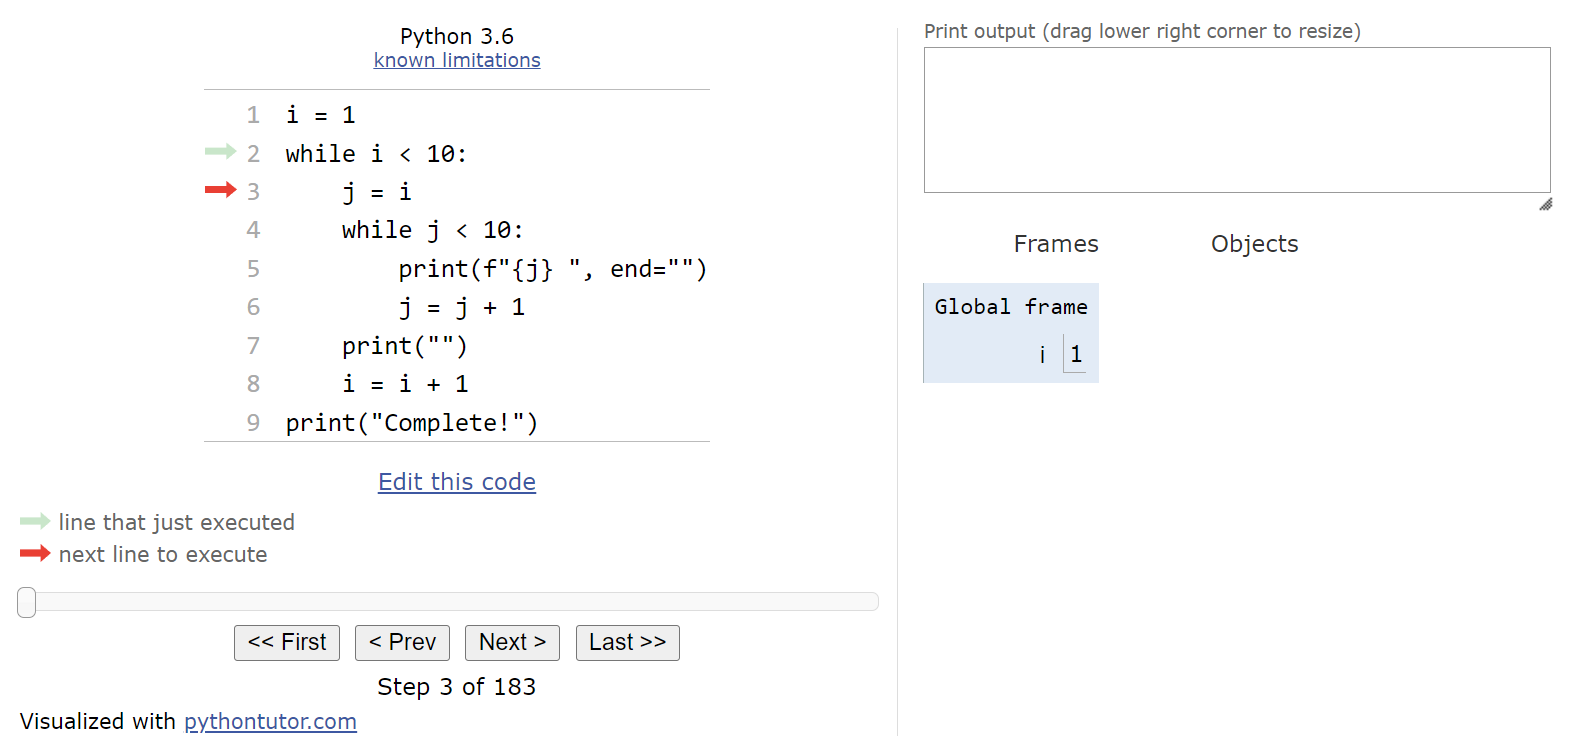 Python 3.6
known limitations
1 i = 1
2 while i < 10:
3     j = i
4     while j < 10:
5         print(f"{j} ", end="")
6         j = j + 1
7     print("")
8     i = i + 1
9 print("Complete!")
Edit this code
line that just executed
next line to execute
<< First < Prev Next > Last >>
Step 3 of 183
Visualized with pythontutor.com
Print output (drag lower right corner to resize)
Frames Objects
Global frame
i 1